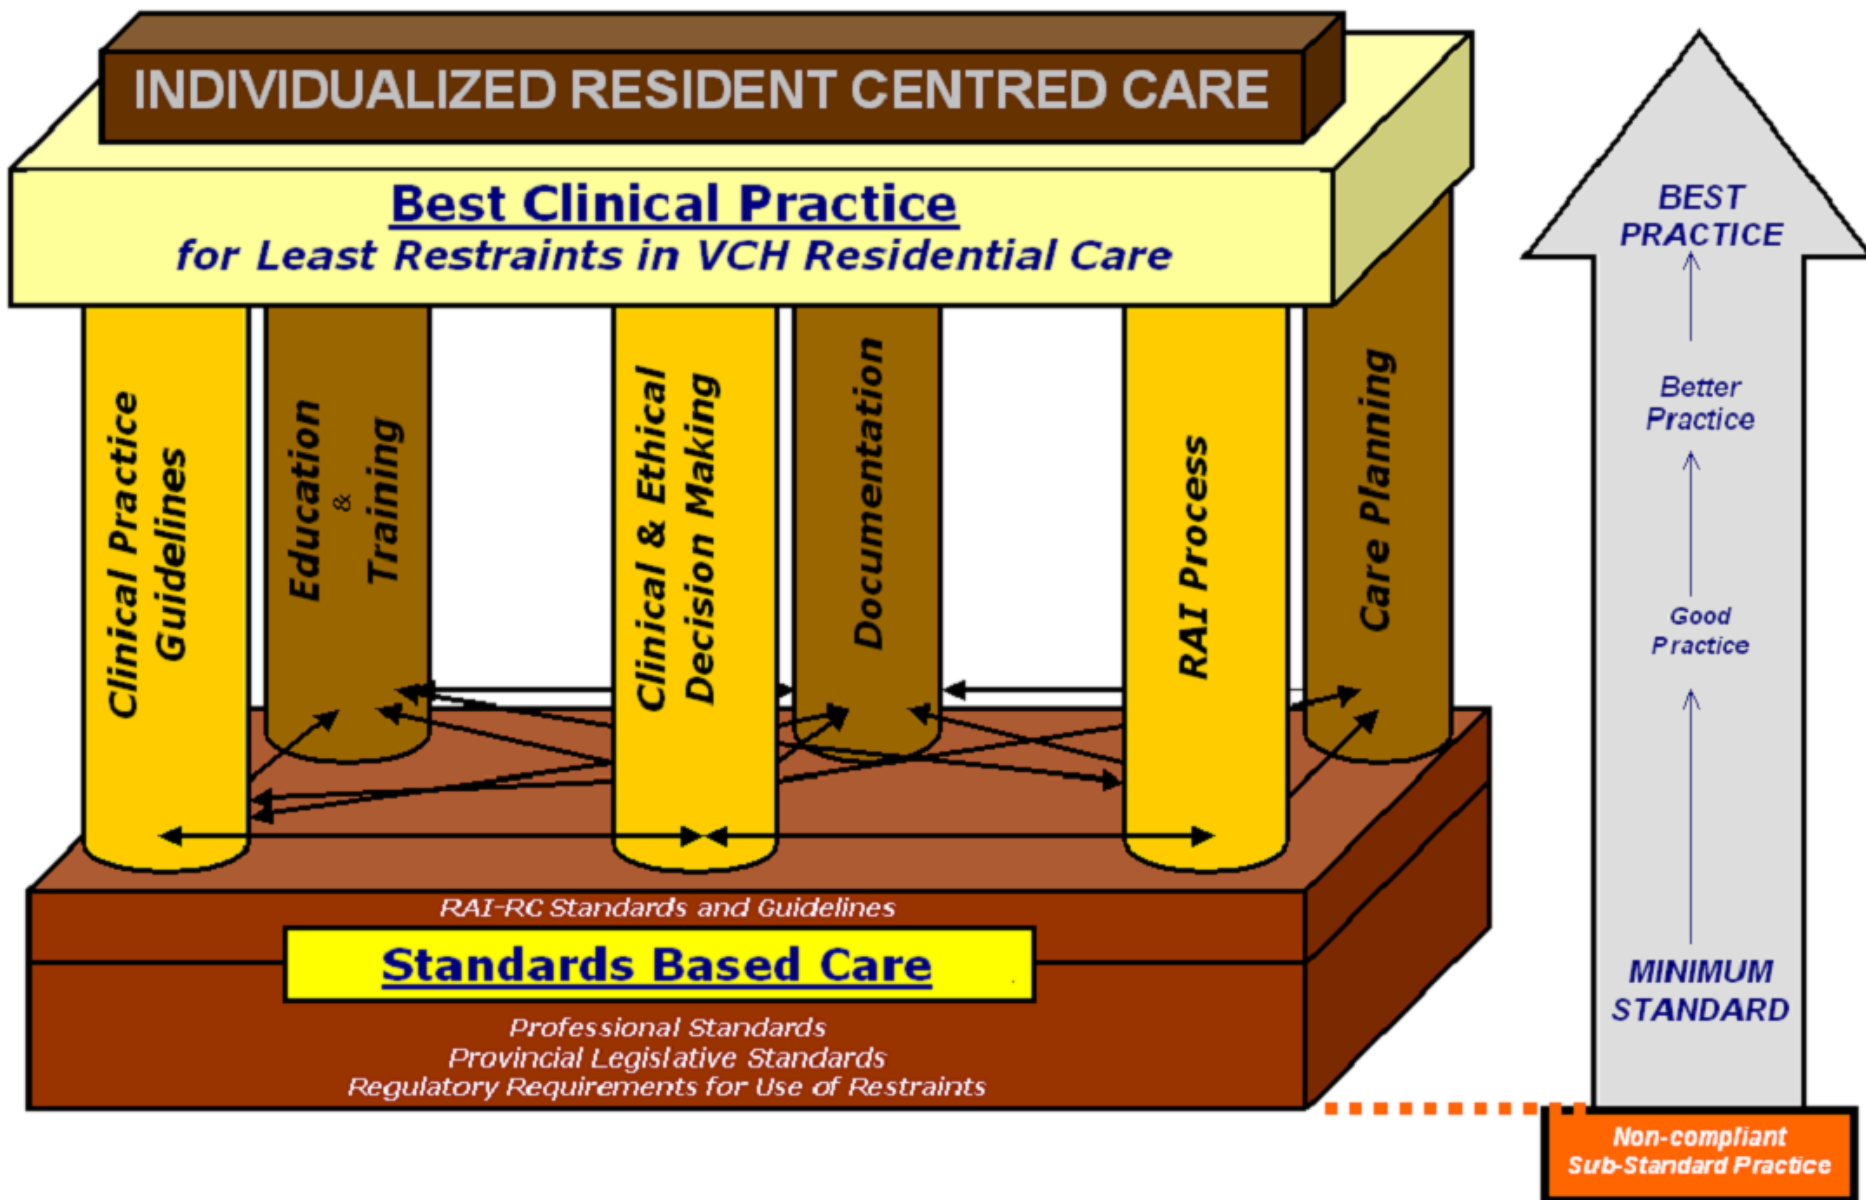 INDIVIDUALIZED RESIDENT CENTRED CARE
Best Clinical Practice
for Least Restraints in VCH Residential Care
Clinical Practice
Guidelines
Education
&
Training
Clinical & Ethical
Decision Making
Documentation
RAI Process
Care Planning
RAI-RC Standards and Guidelines
Standards Based Care
Professional Standards
Provincial Legislative Standards
Regulatory Requirements for Use of Restraints
BEST
PRACTICE
Better
Practice
Good
Practice
MINIMUM
STANDARD
Non-compliant
Sub-Standard Practice